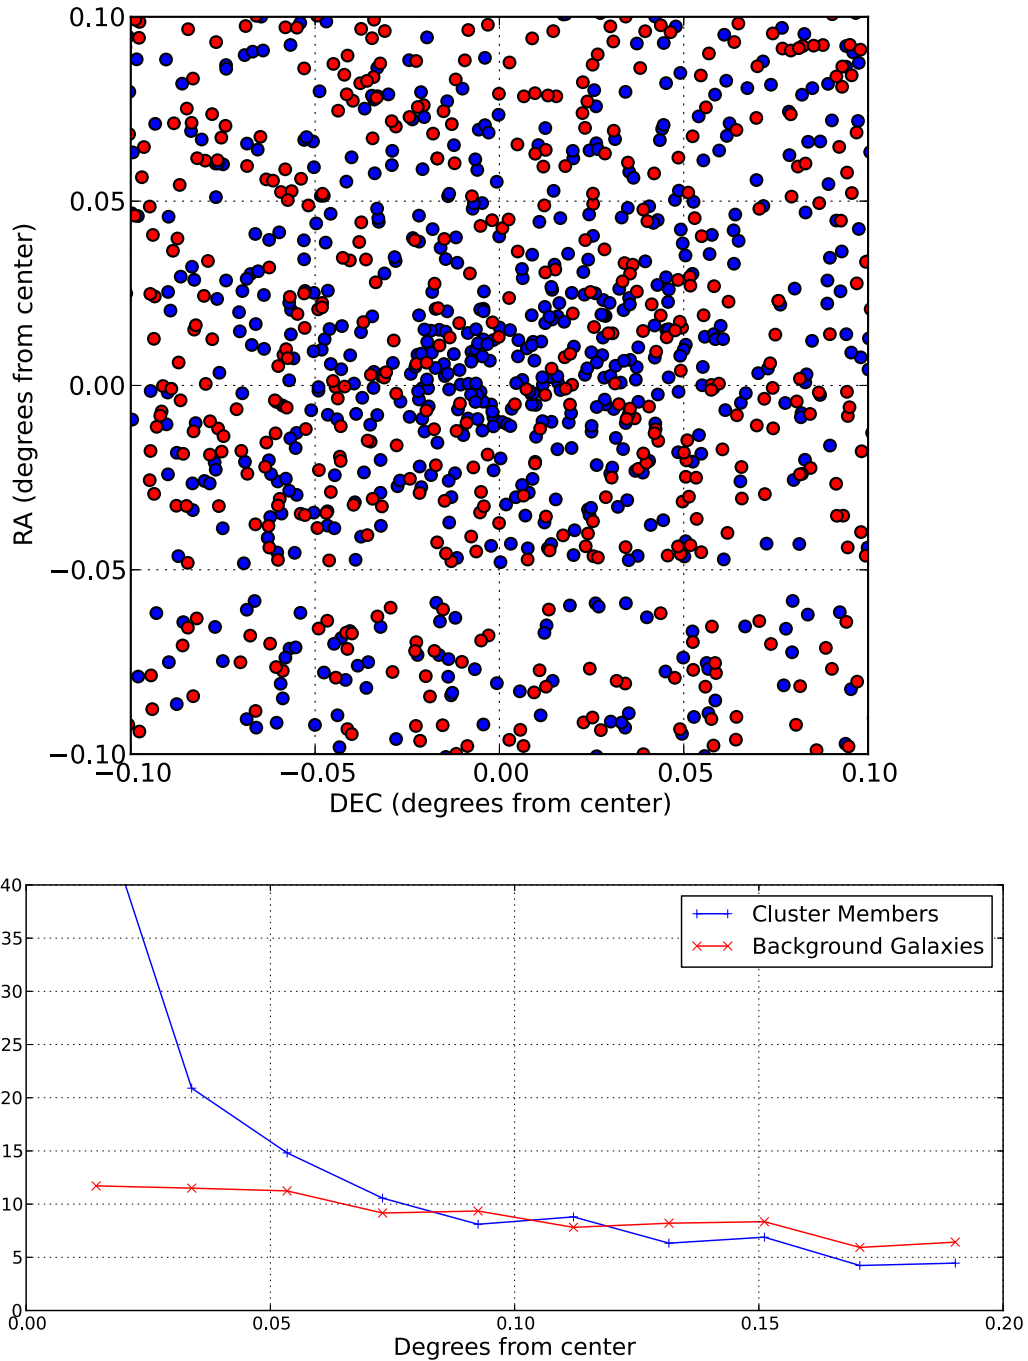 0.10
0.05
0.00
−0.05
−0.10
RA (degrees from center)
−0.10 −0.05 0.00 0.05 0.10
DEC (degrees from center)
40
35
30
25
20
15
10
5
0
Cluster Members
Background Galaxies
0.00 0.05 0.10 0.15 0.20
Degrees from center